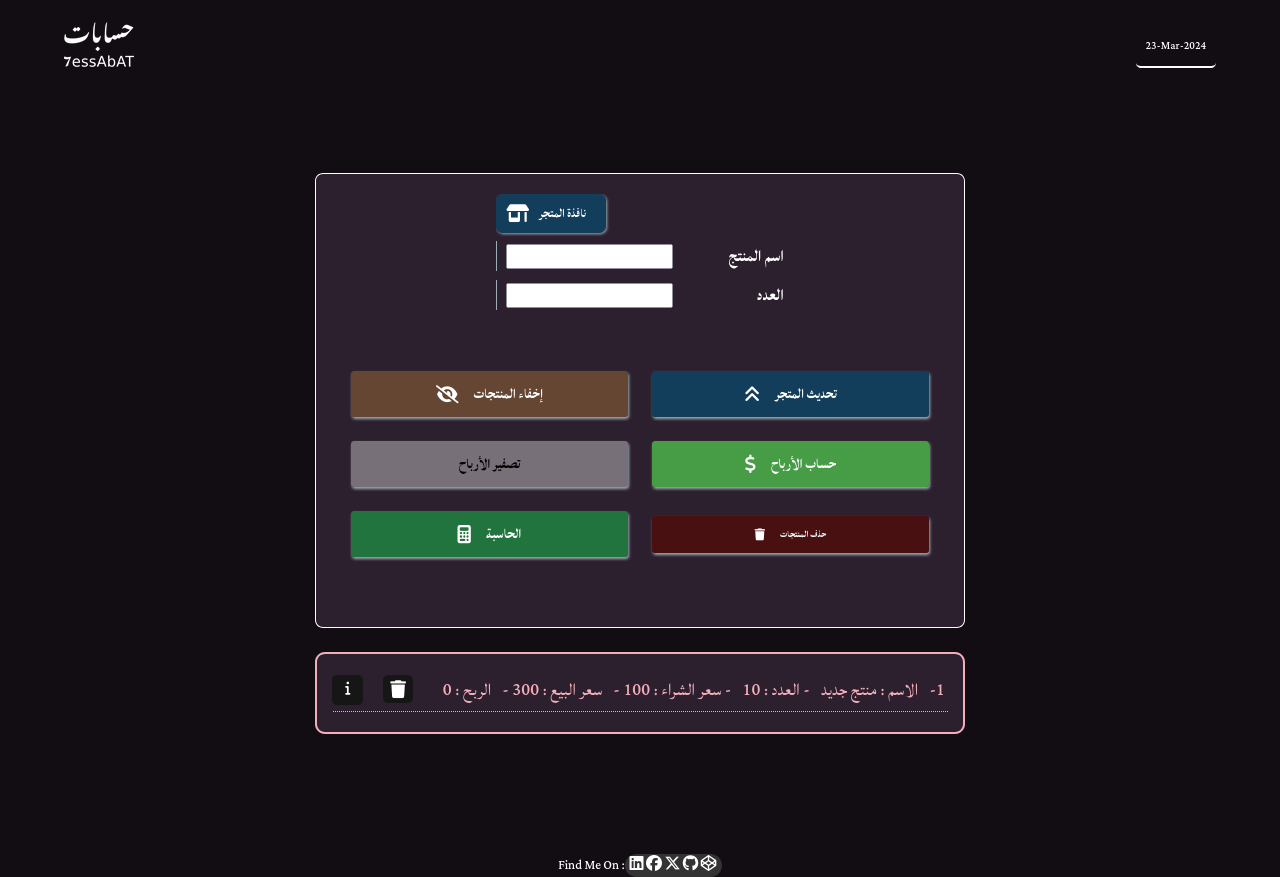 حسابات
7essAbAT
23-Mar-2024
نافذة المتجر
اسم المنتج
العدد
تحديث المتجر
إخفاء المنتجات
حساب الأرباح
تصفير الأرباح
حذف المنتجات
الحاسبة
1- الاسم : منتج جديد - العدد : 10 - سعر الشراء : 100 - سعر البيع : 300 - الربح : 0
Find Me On :